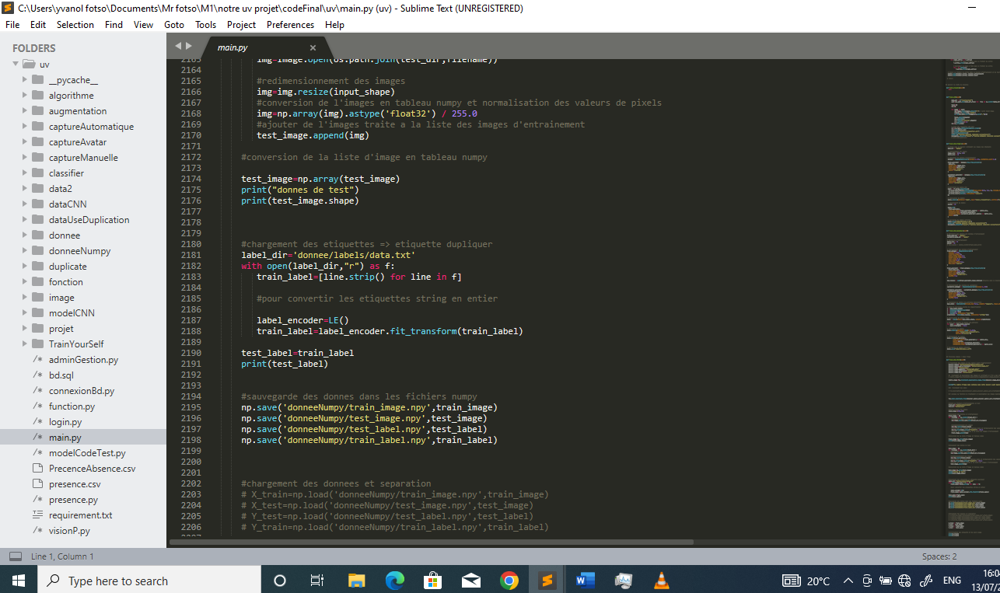 C:\Users\yvanol fotso\Documents\Mr fotso\M1\notre uv projet\codeFinal\uv\main.py (uv) - Sublime Text (UNREGISTERED)
File Edit Selection Find View Goto Tools Project Preferences Help
FOLDERS
uv
__pycache__
algorithme
augmentation
captureAutomatique
captureAvatar
captureManuelle
classifier
data2
dataCNN
dataUseDuplication
donnee
donneeNumpy
duplicate
fonction
image
modelCNN
projet
TrainYourSelf
/* adminGestion.py
/* bd.sql
/* connexionBd.py
/* function.py
/* login.py
/* main.py
/* modelCodeTest.py
PrecenceAbsence.csv
presence.csv
/* presence.py
requirement.txt
/* visionP.py
main.py
2163 img=Image.open(os.path.join(test_dir,filename))
2164
2165 #redimensionnement des images
2166 img=img.resize(input_shape)
2167 #conversion de l'images en tableau numpy et normalisation des valeurs de pixels
2168 img=np.array(img).astype('float32') / 255.0
2169 #ajouter de l'images traite a la liste des images d'entrainement
2170 test_image.append(img)
2171
2172 #conversion de la liste d'image en tableau numpy
2173
2174 test_image=np.array(test_image)
2175 print("donnes de test")
2176 print(test_image.shape)
2177
2178
2179
2180 #chargement des etiquettes => etiquette dupliquer
2181 label_dir='donnee/labels/data.txt'
2182 with open(label_dir,"r") as f:
2183 train_label=[line.strip() for line in f]
2184
2185 #pour convertir les etiquettes string en entier
2186
2187 label_encoder=LE()
2188 train_label=label_encoder.fit_transform(train_label)
2189
2190 test_label=train_label
2191 print(test_label)
2192
2193
2194 #sauvegarde des donnes dans les fichiers numpy
2195 np.save('donneeNumpy/train_image.npy',train_image)
2196 np.save('donneeNumpy/test_image.npy',test_image)
2197 np.save('donneeNumpy/test_label.npy',test_label)
2198 np.save('donneeNumpy/train_label.npy',train_label)
2199
2200
2201
2202 #chargement des donnees et separation
2203 # X_train=np.load('donneeNumpy/train_image.npy',train_image)
2204 # X_test=np.load('donneeNumpy/test_image.npy',test_image)
2205 # Y_test=np.load('donneeNumpy/test_label.npy',test_label)
2206 # Y_train=np.load('donneeNumpy/train_label.npy',train_label)
Line 1, Column 1
Spaces: 2
Type here to search
20°C
ENG
16:0
13/07/2